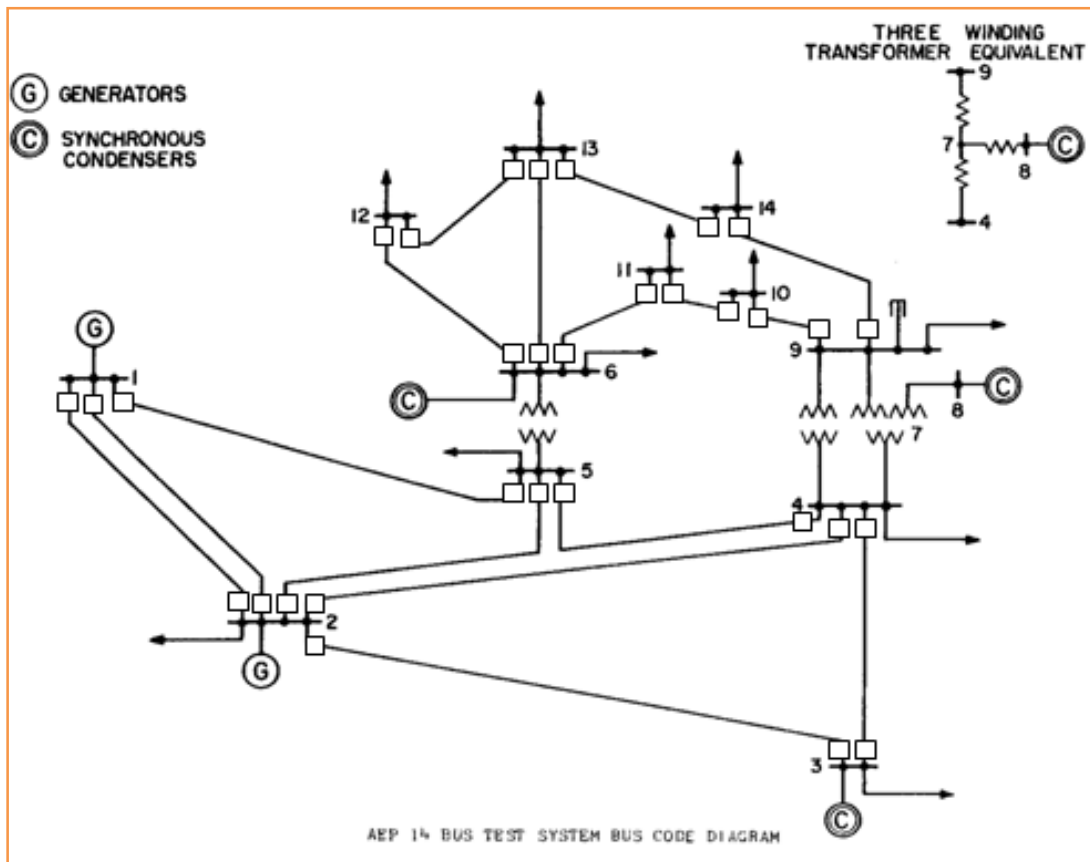 THREE WINDING
TRANSFORMER EQUIVALENT
9
G GENERATORS
C SYNCHRONOUS
CONDENSERS
7
C
8
4
13
12
14
11
10
G
1
9
6
C
8
C
7
5
4
2
G
3
C
AEP 14 BUS TEST SYSTEM BUS CODE DIAGRAM